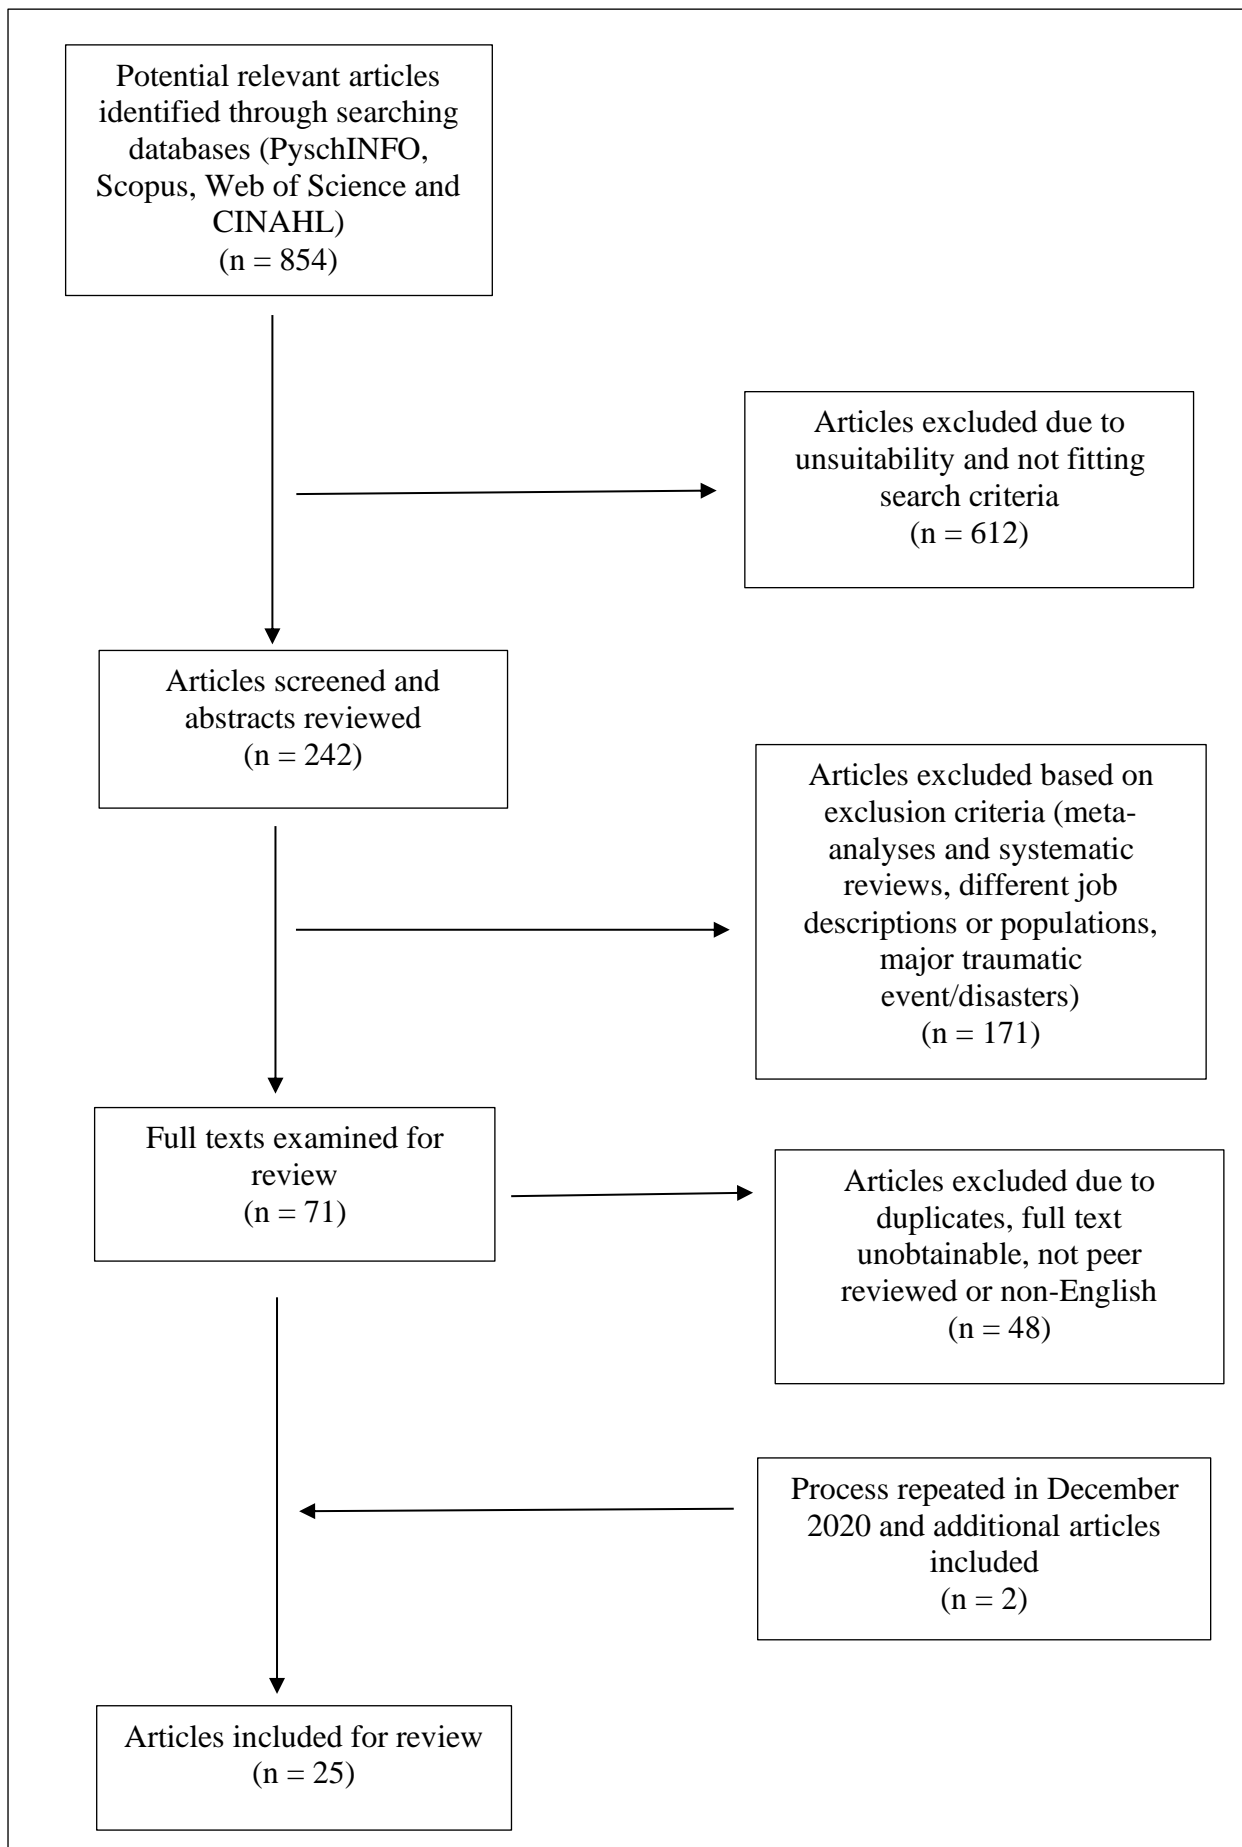 Potential relevant articles
identified through searching
databases (PyschINFO,
Scopus, Web of Science and
CINAHL)
(n = 854)
Articles excluded due to
unsuitability and not fitting
search criteria
(n = 612)
Articles screened and
abstracts reviewed
(n = 242)
Articles excluded based on
exclusion criteria (meta-
analyses and systematic
reviews, different job
descriptions or populations,
major traumatic
event/disasters)
(n = 171)
Full texts examined for
review
(n = 71)
Articles excluded due to
duplicates, full text
unobtainable, not peer
reviewed or non-English
(n = 48)
Process repeated in December
2020 and additional articles
included
(n = 2)
Articles included for review
(n = 25)